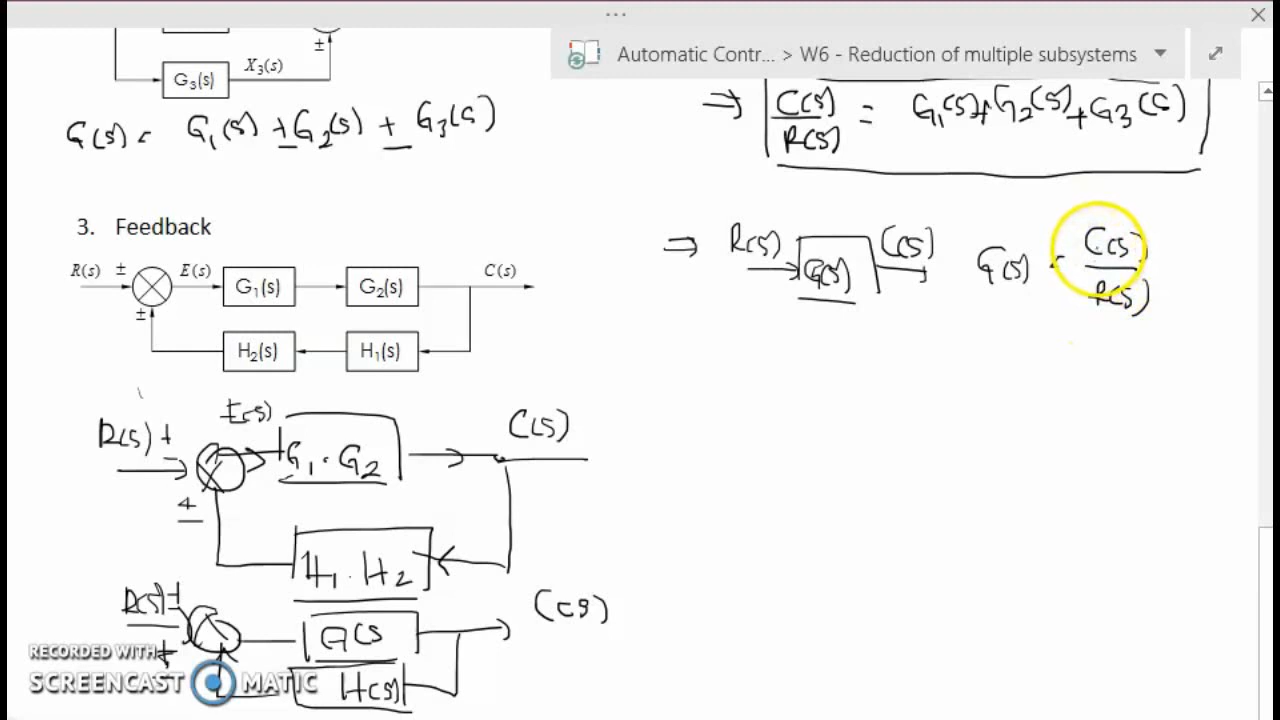 Automatic Contr... > W6 - Reduction of multiple subsystems
±
G₃(s) X₃(s)
G(s) = G₁(s) ± G₂(s) ± G₃(s)
⇒ C(s)/R(s) = G₁(s) + G₂(s) + G₃(s)
3. Feedback
R(s) ± E(s) G₁(s) G₂(s) C(s)
±
H₂(s) H₁(s)
⇒ R(s) G(s) C(s) G(s) = C(s)/R(s)
R(s) ± E(s) G₁ · G₂ C(s)
±
H₁ · H₂
R(s) ± G(s C(s)
±
H(s)
RECORDED WITH
SCREENCAST MATIC